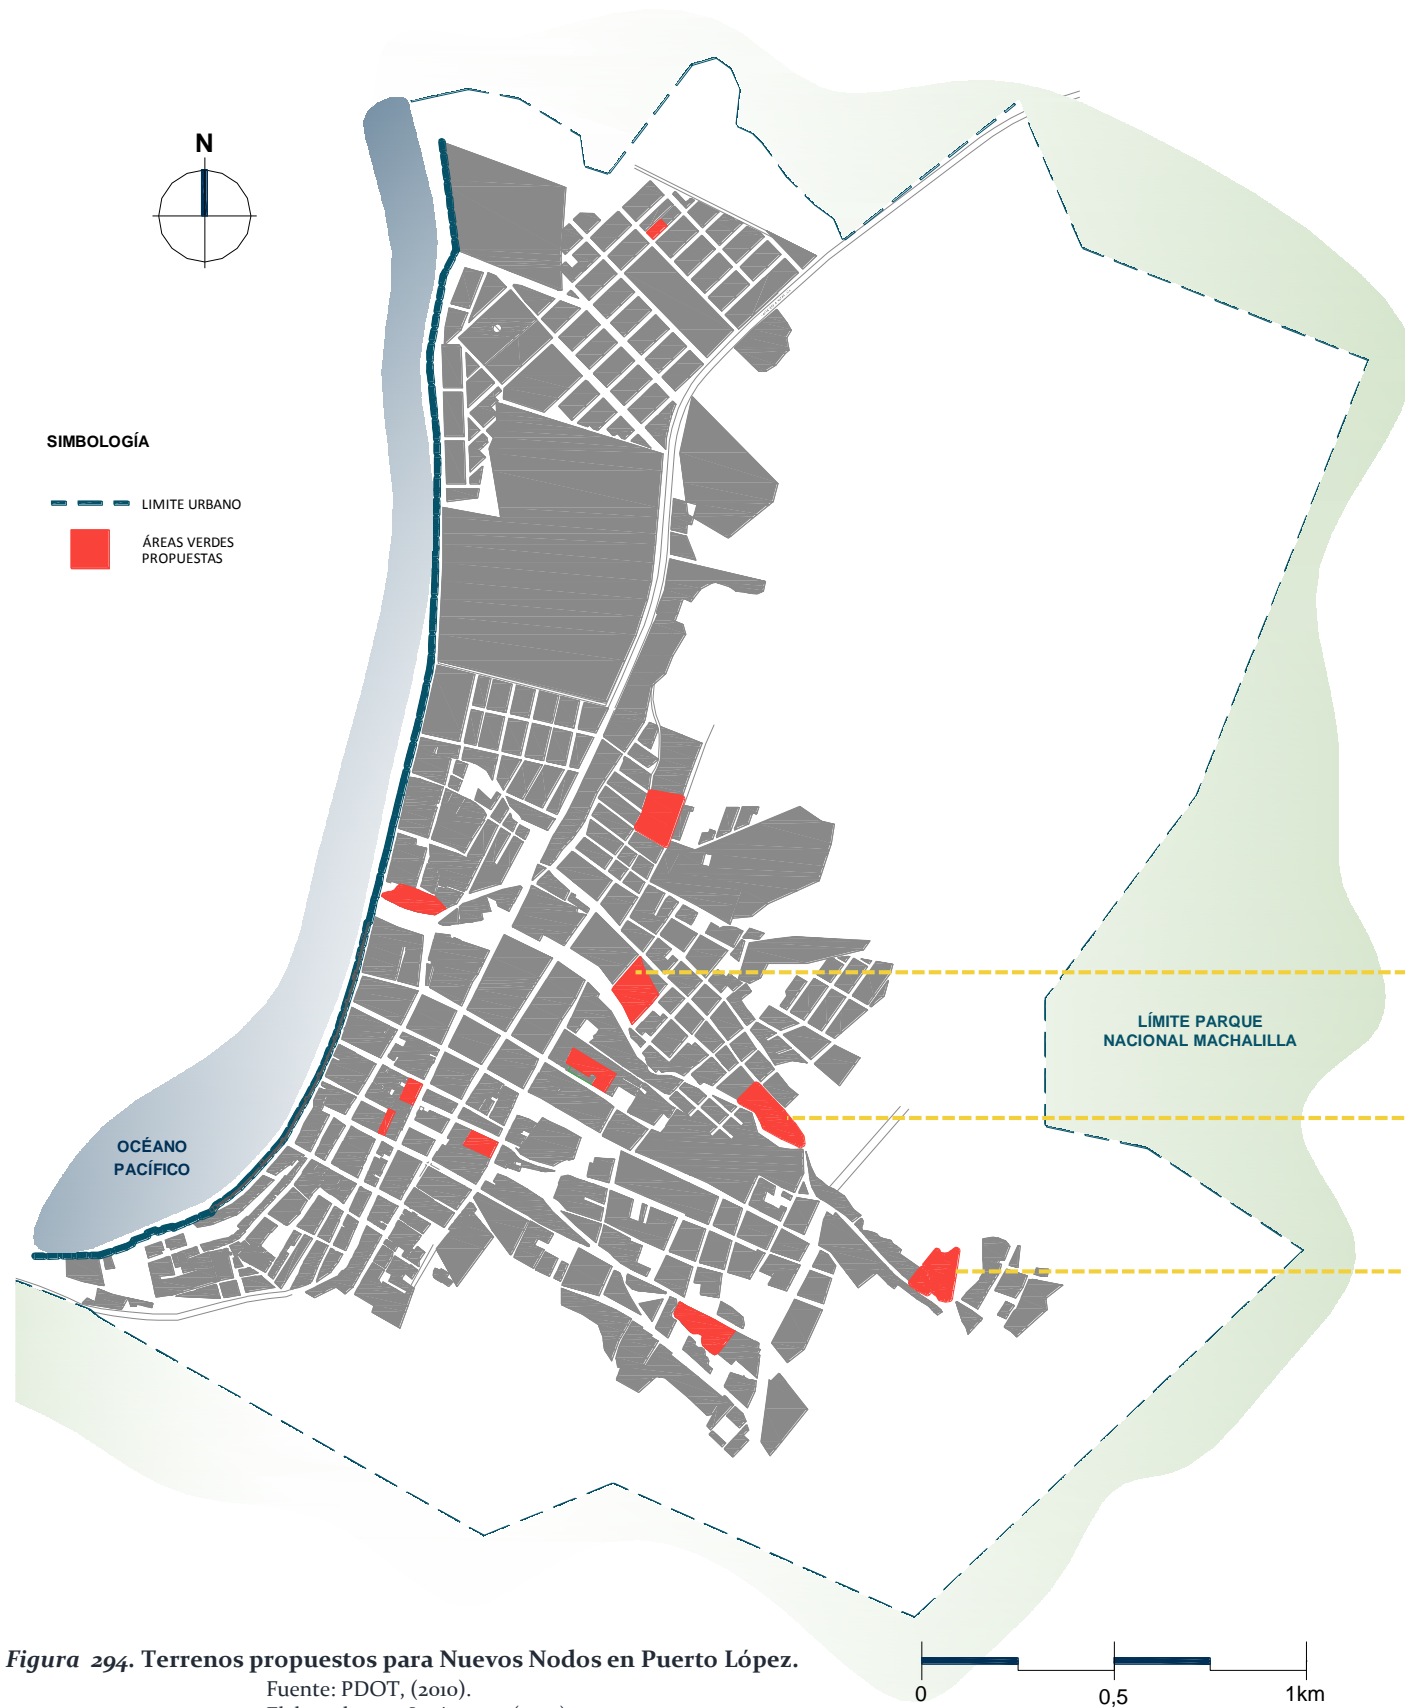 N
SIMBOLOGÍA
LIMITE URBANO
ÁREAS VERDES
PROPUESTAS
LÍMITE PARQUE
NACIONAL MACHALILLA
OCÉANO
PACÍFICO
Figura 294. Terrenos propuestos para Nuevos Nodos en Puerto López.
Fuente: PDOT, (2010).
0
0,5
1km